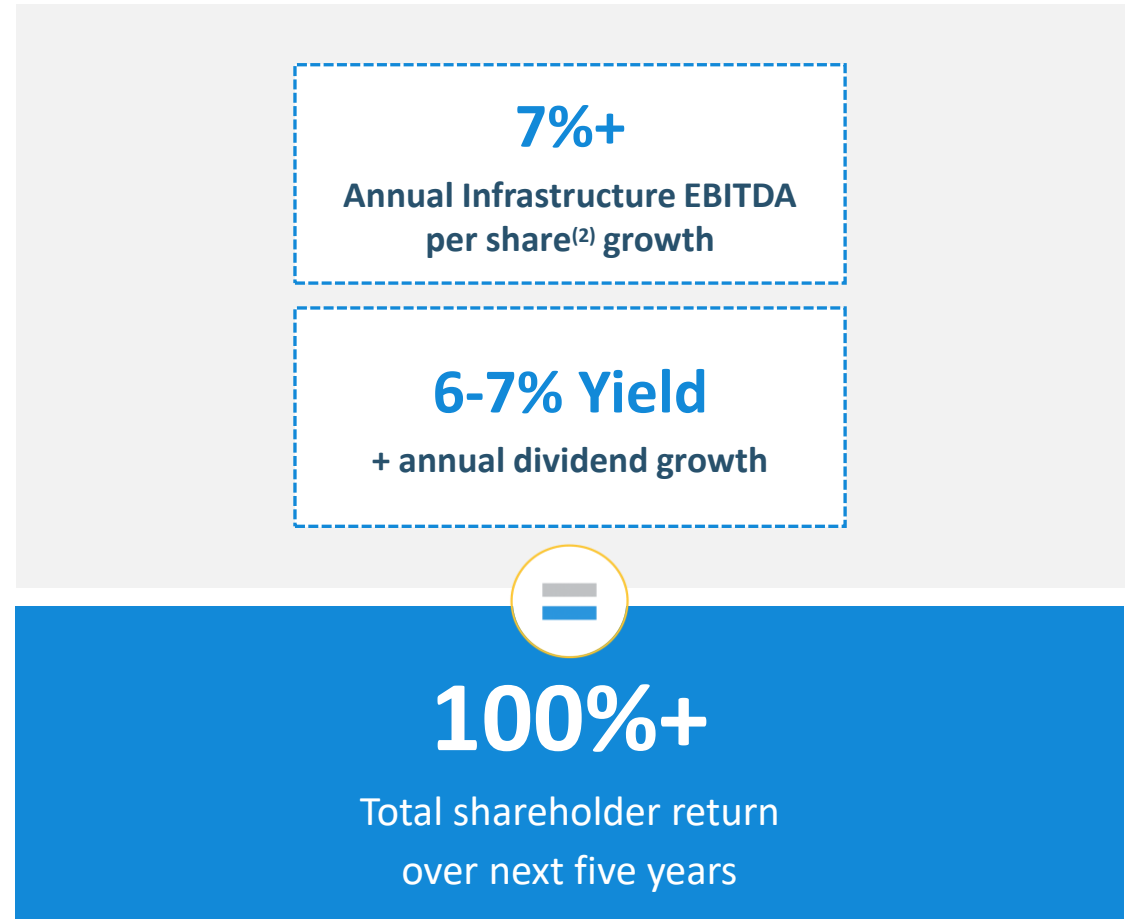 7%+
Annual Infrastructure EBITDA
per share(2) growth
6-7% Yield
+ annual dividend growth
=
100%+
Total shareholder return
over next five years